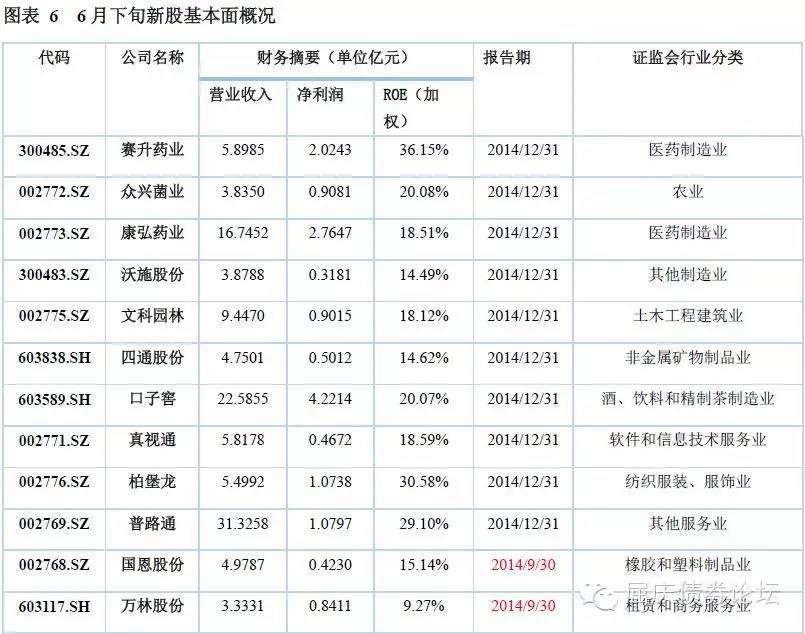 图表 6 6 月下旬新股基本面概况
代码 公司名称 财务摘要（单位亿元） 报告期 证监会行业分类
营业收入 净利润 ROE（加
权）
300485.SZ 赛升药业 5.8985 2.0243 36.15% 2014/12/31 医药制造业
002772.SZ 众兴菌业 3.8350 0.9081 20.08% 2014/12/31 农业
002773.SZ 康弘药业 16.7452 2.7647 18.51% 2014/12/31 医药制造业
300483.SZ 沃施股份 3.8788 0.3181 14.49% 2014/12/31 其他制造业
002775.SZ 文科园林 9.4470 0.9015 18.12% 2014/12/31 土木工程建筑业
603838.SH 四通股份 4.7501 0.5012 14.62% 2014/12/31 非金属矿物制品业
603589.SH 口子窖 22.5855 4.2214 20.07% 2014/12/31 酒、饮料和精制茶制造业
002771.SZ 真视通 5.8178 0.4672 18.59% 2014/12/31 软件和信息技术服务业
002776.SZ 柏堡龙 5.4992 1.0738 30.58% 2014/12/31 纺织服装、服饰业
002769.SZ 普路通 31.3258 1.0797 29.10% 2014/12/31 其他服务业
002768.SZ 国恩股份 4.9787 0.4230 15.14% 2014/9/30 橡胶和塑料制品业
603117.SH 万林股份 3.3331 0.8411 9.27% 2014/9/30 租赁和商务服务业
屈庆债券论坛